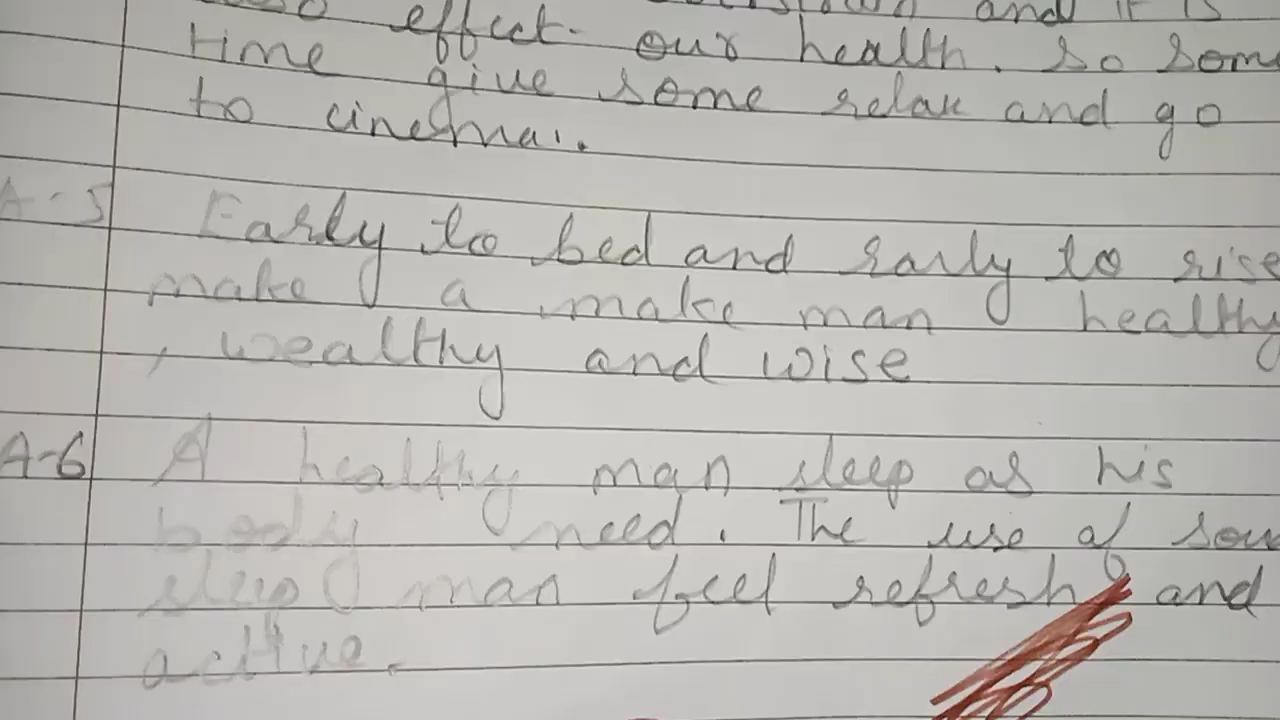 effect. our health. So som
time give some relax and go
to cinema.
A-5 Early to bed and early to rise
make a make man healthy
, wealthy and wise
A-6 A healthy man sleep as his
body need. The use of sou
sleep man feel refresh and
active.